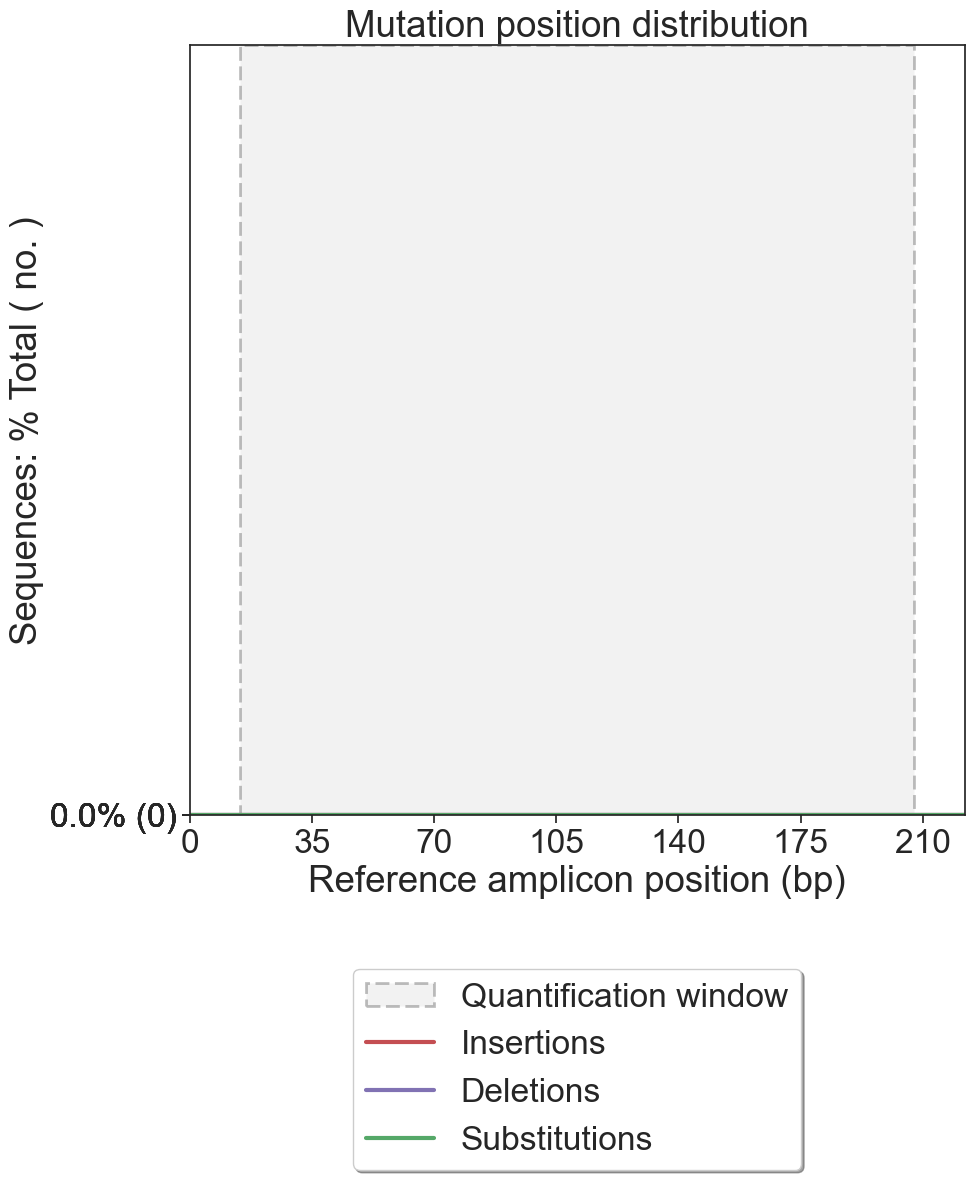 Mutation position distribution
Sequences: % Total ( no. )
0.0% (0)
0 35 70 105 140 175 210
Reference amplicon position (bp)
Quantification window
Insertions
Deletions
Substitutions